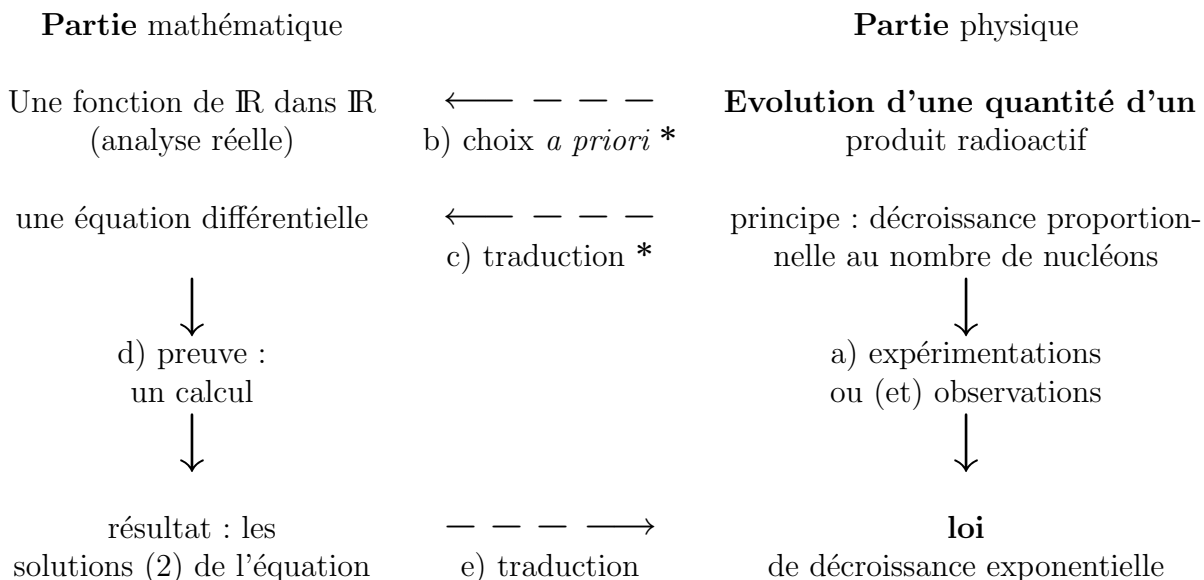 Partie mathématique
Partie physique
Une fonction de ℝ dans ℝ
(analyse réelle)
b) choix a priori *
Evolution d'une quantité d'un
produit radioactif
une équation différentielle
c) traduction *
principe : décroissance proportion-
nelle au nombre de nucléons
d) preuve :
un calcul
a) expérimentations
ou (et) observations
résultat : les
solutions (2) de l'équation
e) traduction
loi
de décroissance exponentielle